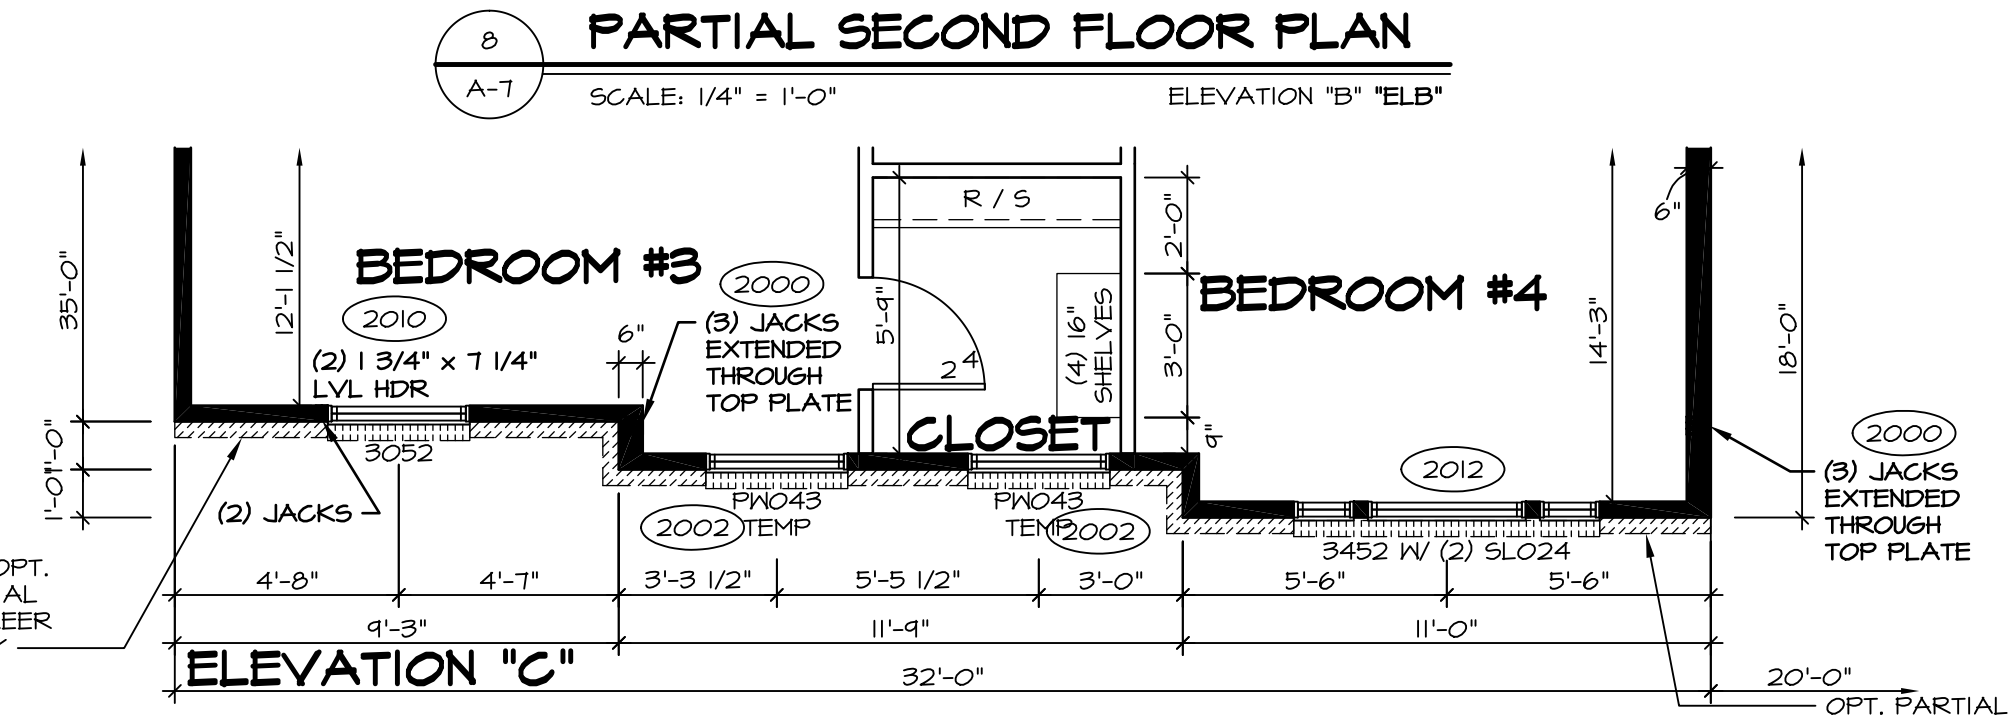 8
PARTIAL SECOND FLOOR PLAN
A-7
SCALE: 1/4" = 1'-0"
ELEVATION "B" "ELB"
R / S
6"
2'-0"
35'-0"
12'-1 1/2"
BEDROOM #3
2000
(3) JACKS
EXTENDED
THROUGH
TOP PLATE
5'-9"
BEDROOM #4
14'-3"
18'-0"
2010
(2) 1 3/4" x 7 1/4"
LVL HDR
6"
2 4
(4) 16"
SHELVES
3'-0"
CLOSET
9"
1'-0"
1'-0"
3052
(2) JACKS
PW043
TEMP
2002
PW043
TEMP
2002
2012
3452 W/ (2) SL024
2000
(3) JACKS
EXTENDED
THROUGH
TOP PLATE
OPT.
AL
EER
4'-8"
4'-7"
3'-3 1/2"
5'-5 1/2"
3'-0"
5'-6"
5'-6"
9'-3"
11'-9"
11'-0"
ELEVATION "C"
32'-0"
20'-0"
OPT. PARTIAL